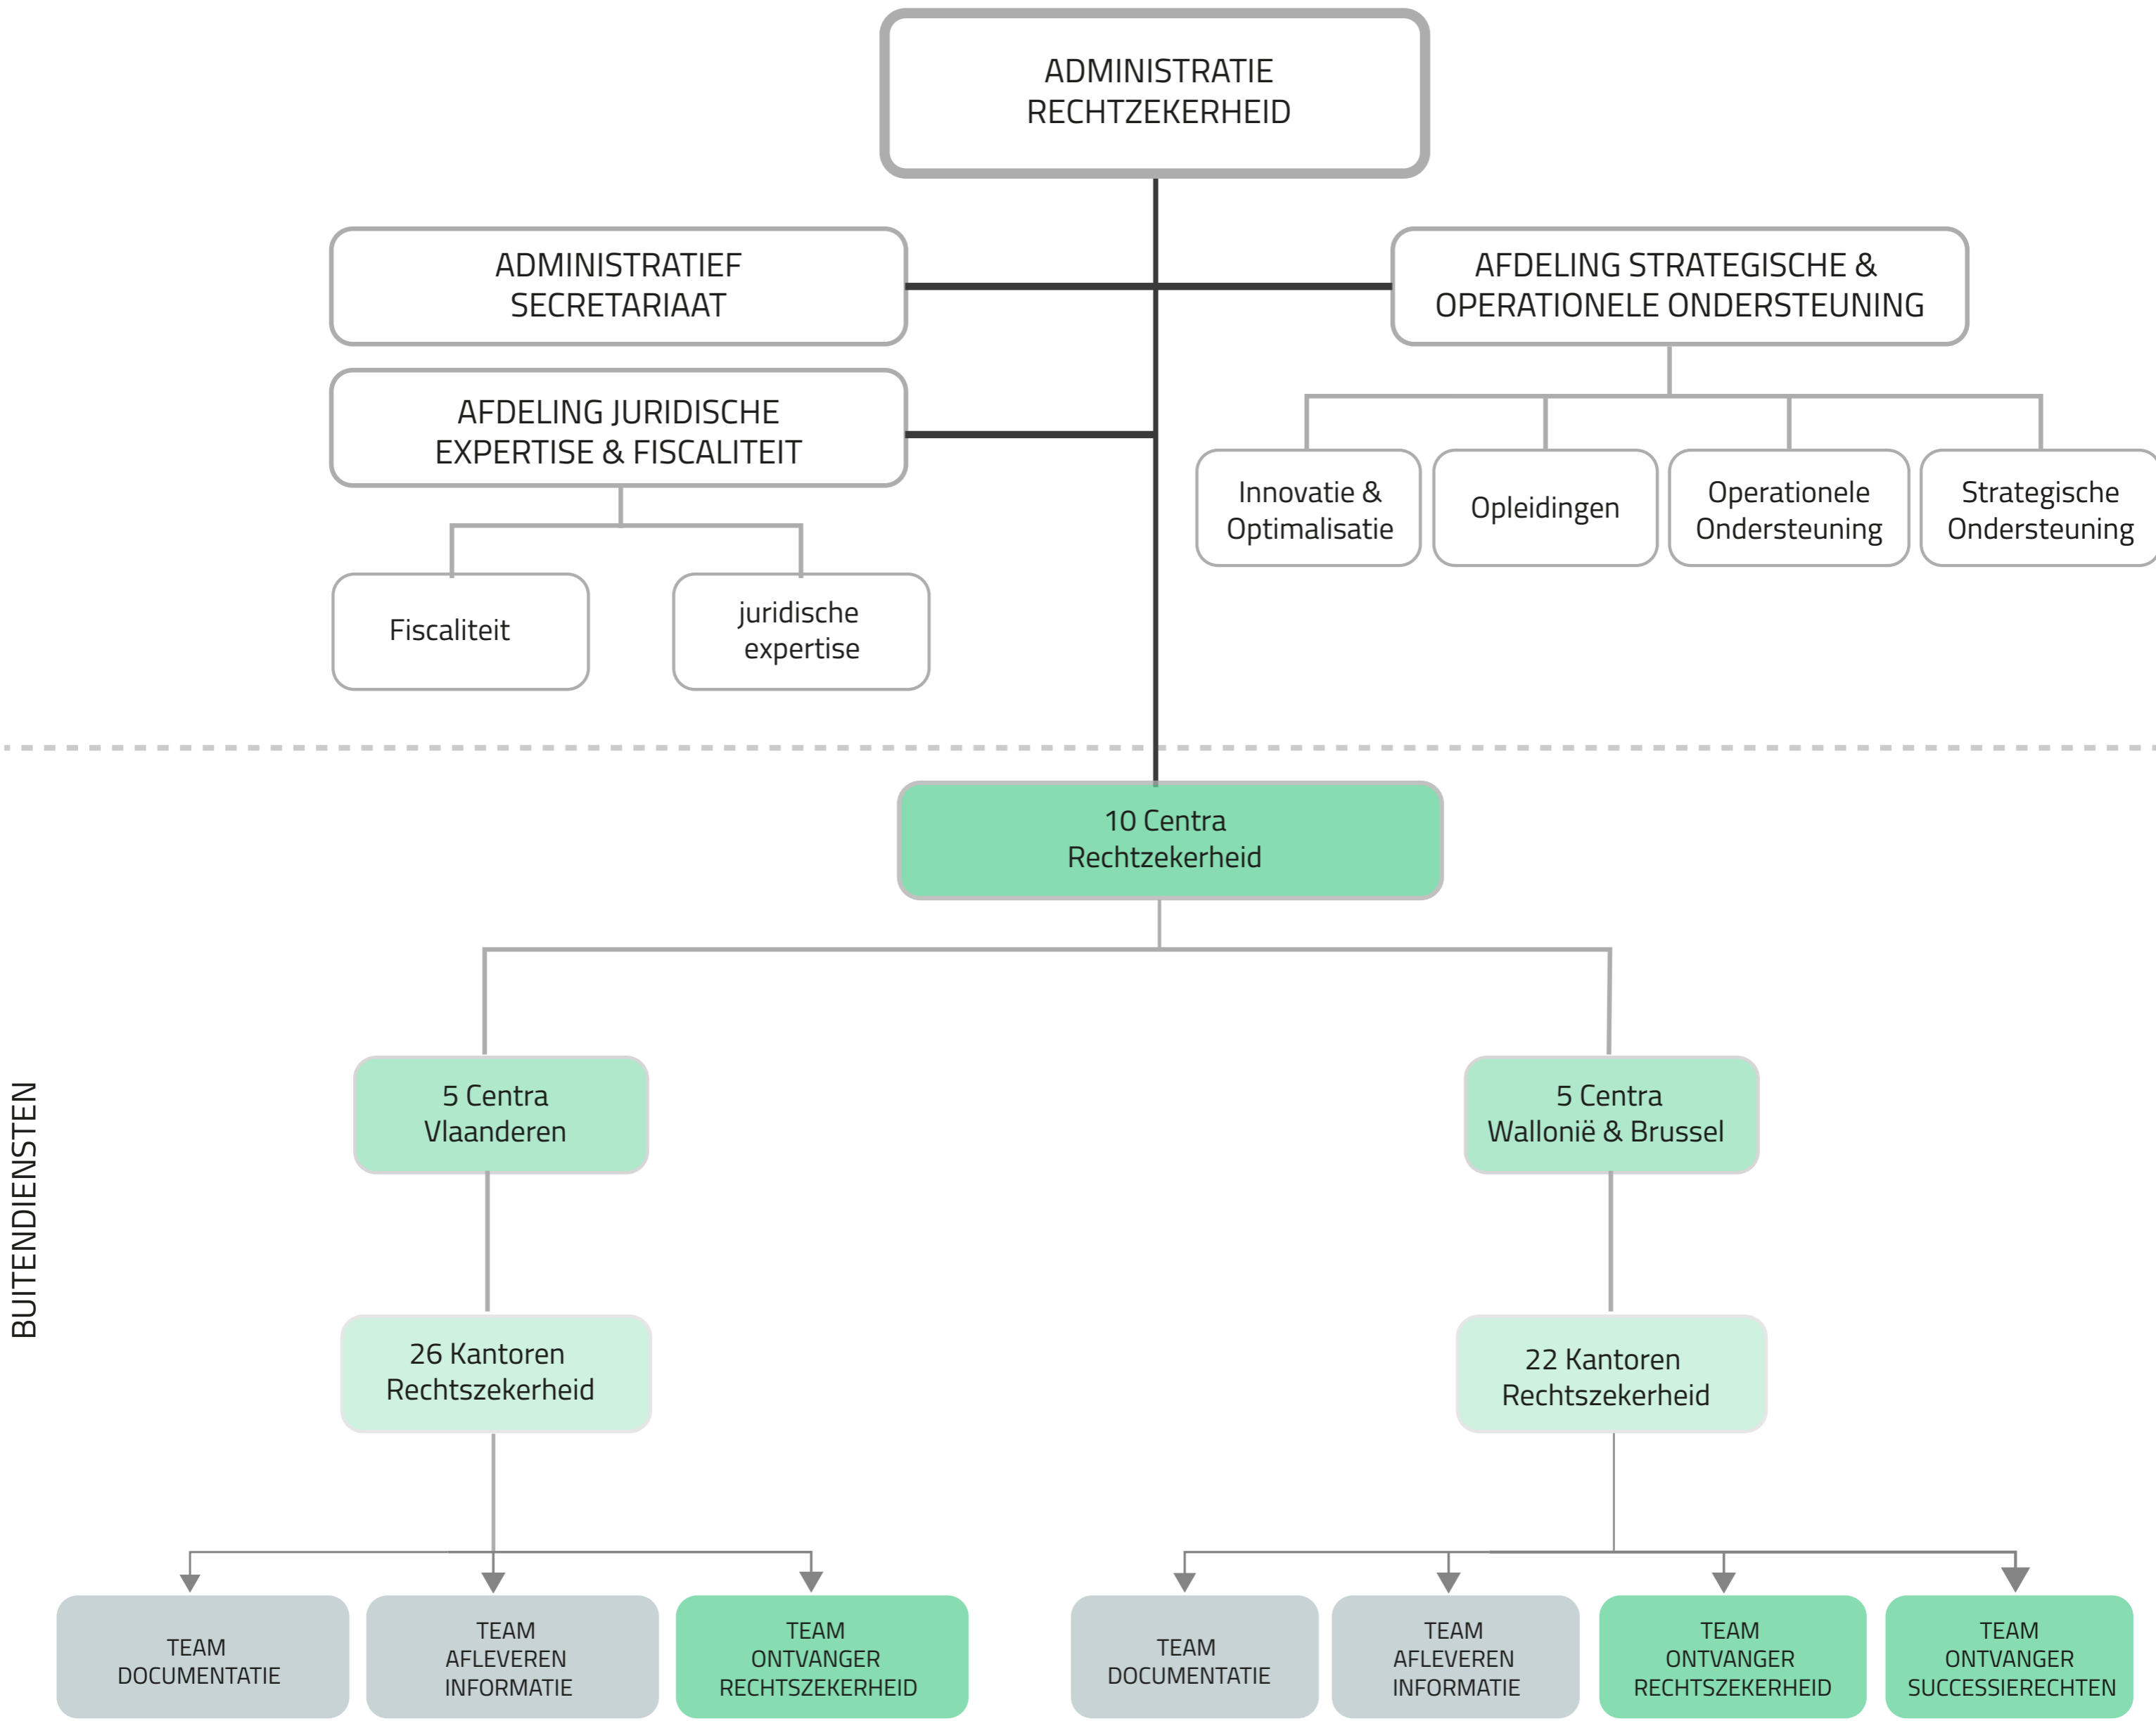 ADMINISTRATIE
RECHTZEKERHEID
ADMINISTRATIEF
SECRETARIAAT
AFDELING STRATEGISCHE &
OPERATIONELE ONDERSTEUNING
AFDELING JURIDISCHE
EXPERTISE & FISCALITEIT
Innovatie &
Optimalisatie
Opleidingen
Operationele
Ondersteuning
Strategische
Ondersteuning
Fiscaliteit
juridische
expertise
10 Centra
Rechtzekerheid
BUITENDIENSTEN
5 Centra
Vlaanderen
5 Centra
Wallonië & Brussel
26 Kantoren
Rechtszekerheid
22 Kantoren
Rechtszekerheid
TEAM
DOCUMENTATIE
TEAM
AFLEVEREN
INFORMATIE
TEAM
ONTVANGER
RECHTSZEKERHEID
TEAM
DOCUMENTATIE
TEAM
AFLEVEREN
INFORMATIE
TEAM
ONTVANGER
RECHTSZEKERHEID
TEAM
ONTVANGER
SUCCESSIERECHTEN